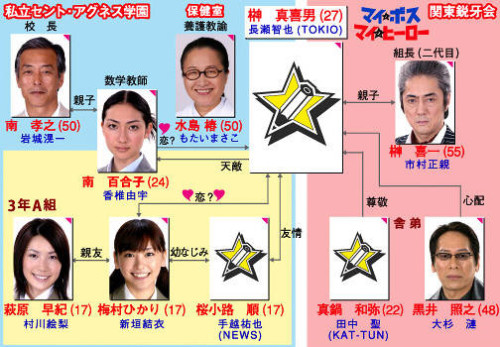 私立セント・アグネス学園
校 長
南 孝之(50)
岩城滉一
親子
保健室
養護教諭
水島 椿(50)
もたいまさこ
数学教師
南 百合子(24)
香椎由宇
恋?
天敵
榊 真喜男(27)
長瀬智也(TOKIO)
マイ★ボス
マイ★ヒーロー
関東鋭牙会
組長(二代目)
親子
榊 喜一(55)
市村正親
3年A組
萩原 早紀(17)
村川絵梨
親友
梅村ひかり(17)
新垣結衣
幼なじみ
恋?
桜小路 順(17)
手越祐也
(NEWS)
友情
尊敬
心配
舎 弟
真鍋 和弥(22)
田中 聖
(KAT-TUN)
黒井 照之(48)
大杉 漣